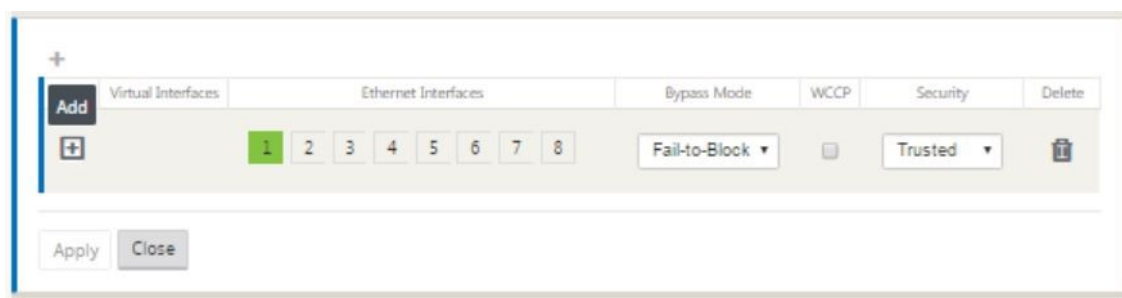 +
Add Virtual Interfaces Ethernet Interfaces Bypass Mode WCCP Security Delete
+ 1 2 3 4 5 6 7 8 Fail-to-Block Trusted
Apply Close